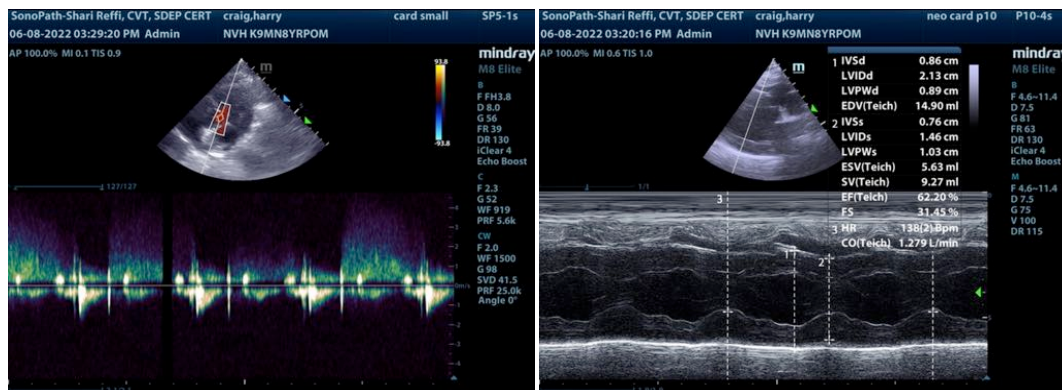 SonoPath-Shari Reffi, CVT, SDEP CERT craig,harry card small SP5-1s
06-08-2022 03:29:20 PM Admin NVH K9MN8YRPOM
AP 100.0% MI 0.1 TIS 0.9
mindray
M8 Elite
m
93.8
-93.8
B
F FH3.8
D 8.0
G 56
FR 39
DR 130
iClear 4
Echo Boost
C
F 2.3
G 52
WF 919
PRF 5.6k
CW
F 2.0
WF 1500
G 98
SVD 41.5
PRF 25.0k
Angle 0°
127/127
m/s
SonoPath-Shari Reffi, CVT, SDEP CERT craig,harry neo card p10 P10-4s
06-08-2022 03:20:16 PM Admin NVH K9MN8YRPOM
AP 100.0% MI 0.6 TIS 1.0
mindray
M8 Elite
m
1 IVSd 0.86 cm
LVIDd 2.13 cm
LVPWd 0.89 cm
EDV(Teich) 14.90 ml
2 IVSs 0.76 cm
LVIDs 1.46 cm
LVPWs 1.03 cm
ESV(Teich) 5.63 ml
SV(Teich) 9.27 ml
EF(Teich) 62.20 %
FS 31.45 %
3 HR 138(2) Bpm
CO(Teich) 1.279 L/min
B
F 4.6~11.4
D 7.5
G 81
FR 63
DR 130
iClear 4
Echo Boost
M
F 4.6~11.4
D 7.5
G 75
V 100
DR 115
1/1
3
1
2